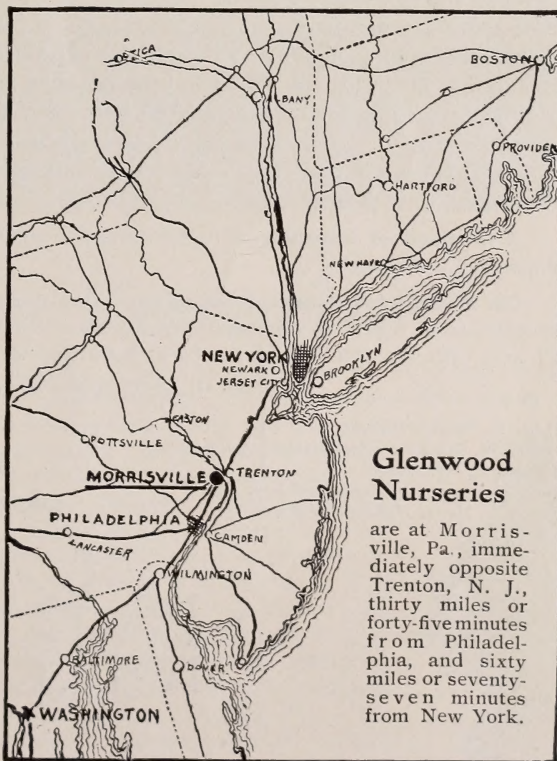 UTICA
BOSTON
ALBANY
PROVIDEN
HARTFORD
NEW HAVE
NEW YORK
NEWARK
JERSEY CITY
BROOKLYN
EASTON
POTTSVILLE
MORRISVILLE
TRENTON
PHILADELPHIA
CAMDEN
LANCASTER
WILMINGTON
BALTIMORE
DOVER
WASHINGTON
Glenwood
Nurseries
are at Morris-
ville, Pa., imme-
diately opposite
Trenton, N. J.,
thirty miles or
forty-five minutes
from Philadel-
phia, and sixty
miles or seventy-
seven minutes
from New York.